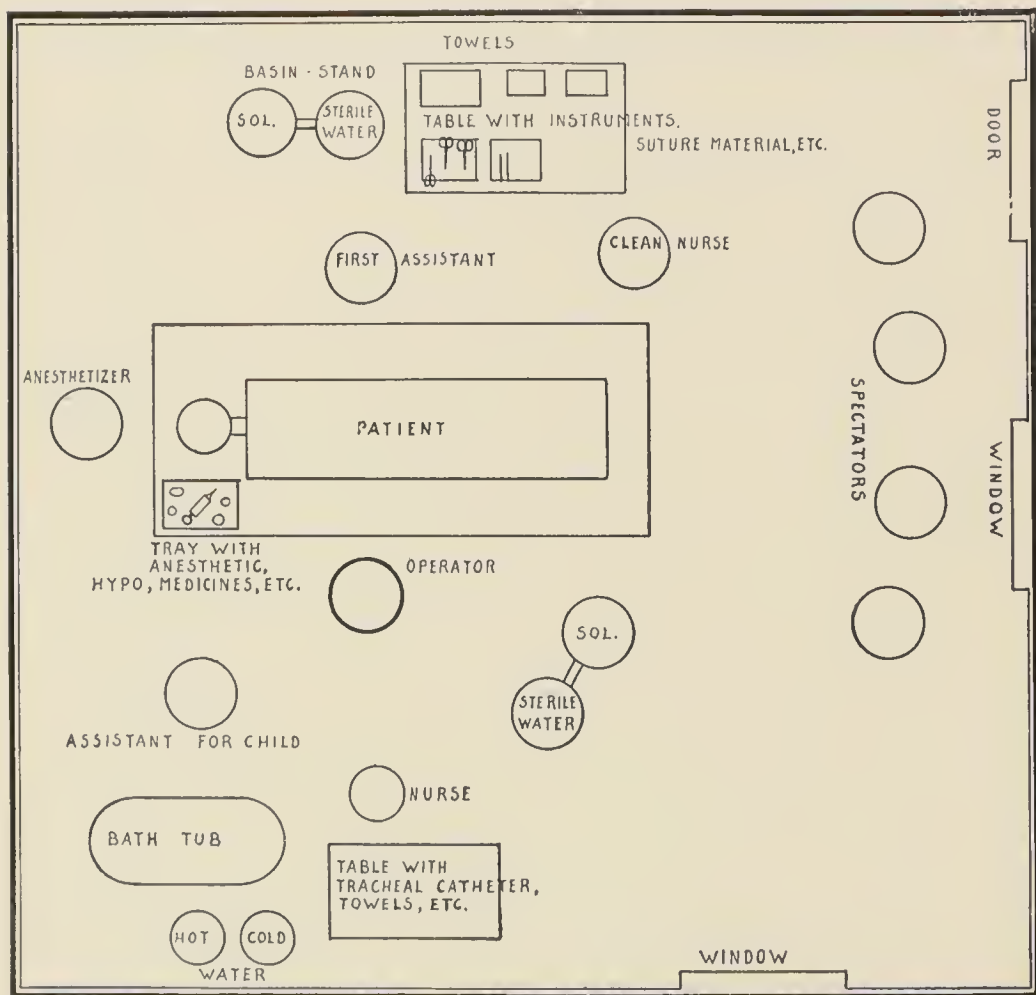 TOWELS
BASIN-STAND
SOL.
STERILE
WATER
TABLE WITH INSTRUMENTS,
SUTURE MATERIAL, ETC.
DOOR
FIRST ASSISTANT
CLEAN NURSE
ANESTHETIZER
PATIENT
SPECTATORS
WINDOW
TRAY WITH
ANESTHETIC,
HYPO, MEDICINES, ETC.
OPERATOR
SOL.
STERILE
WATER
ASSISTANT FOR CHILD
NURSE
BATH TUB
TABLE WITH
TRACHEAL CATHETER,
TOWELS, ETC.
HOT
COLD
WATER
WINDOW